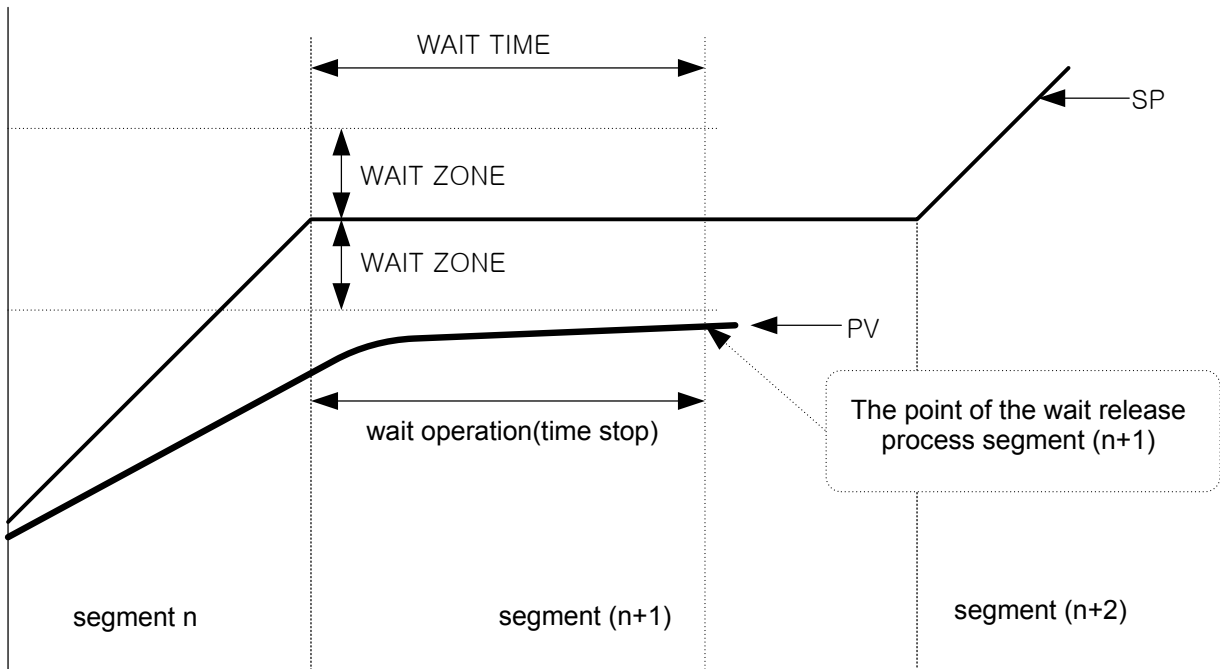 WAIT TIME
SP
WAIT ZONE
WAIT ZONE
PV
The point of the wait release
process segment (n+1)
wait operation(time stop)
segment n
segment (n+1)
segment (n+2)